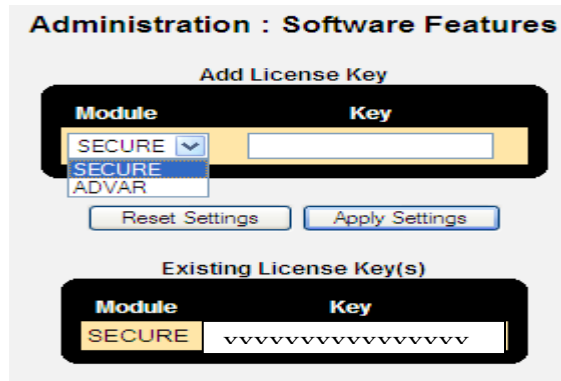 Administration : Software Features
Add License Key
Module Key
SECURE
SECURE
ADVAR
Reset Settings Apply Settings
Existing License Key(s)
Module Key
SECURE vvvvvvvvvvvvvvvv